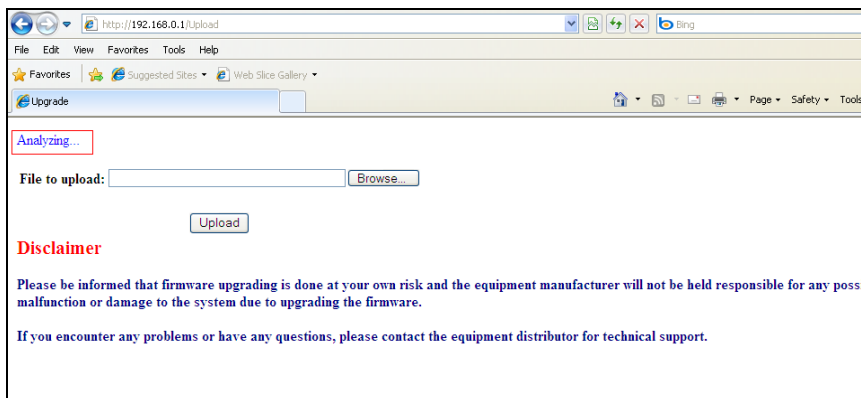 http://192.168.0.1/Upload
Bing
File Edit View Favorites Tools Help
Favorites Suggested Sites Web Slice Gallery
Upgrade
Page Safety Tools
Analyzing...
File to upload: Browse...
Upload
Disclaimer
Please be informed that firmware upgrading is done at your own risk and the equipment manufacturer will not be held responsible for any poss
malfunction or damage to the system due to upgrading the firmware.
If you encounter any problems or have any questions, please contact the equipment distributor for technical support.